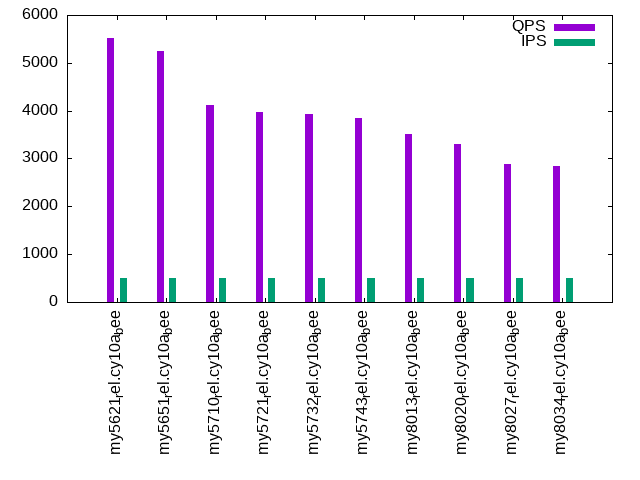 6000
5000
4000
3000
2000
1000
0
QPS
IPS
my5621rel.cy10abee
my5651rel.cy10abee
my5710rel.cy10abee
my5721rel.cy10abee
my5732rel.cy10abee
my5743rel.cy10abee
my8013rel.cy10abee
my8020rel.cy10abee
my8027rel.cy10abee
my8034rel.cy10abee